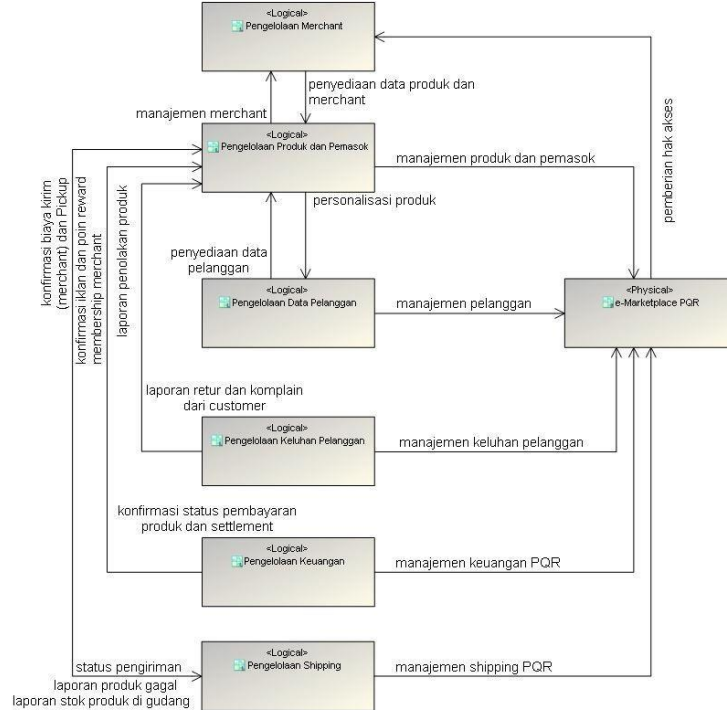 «Logical»
Pengelolaan Merchant
penyediaan data produk dan
merchant
manajemen merchant
«Logical»
Pengelolaan Produk dan Pemasok
manajemen produk dan pemasok
pemberian hak akses
personalisasi produk
konfirmasi biaya kirim
(merchant) dan Pickup
konfirmasi iklan dan poin reward
membership merchant
laporan penolakan produk
penyediaan data
pelanggan
«Logical»
Pengelolaan Data Pelanggan
manajemen pelanggan
«Physical»
e-Marketplace PQR
laporan retur dan komplain
dari customer
«Logical»
Pengelolaan Keluhan Pelanggan
manajemen keluhan pelanggan
konfirmasi status pembayaran
produk dan settlement
«Logical»
Pengelolaan Keuangan
manajemen keuangan PQR
«Logical»
Pengelolaan Shipping
manajemen shipping PQR
status pengiriman
laporan produk gagal
laporan stok produk di gudang